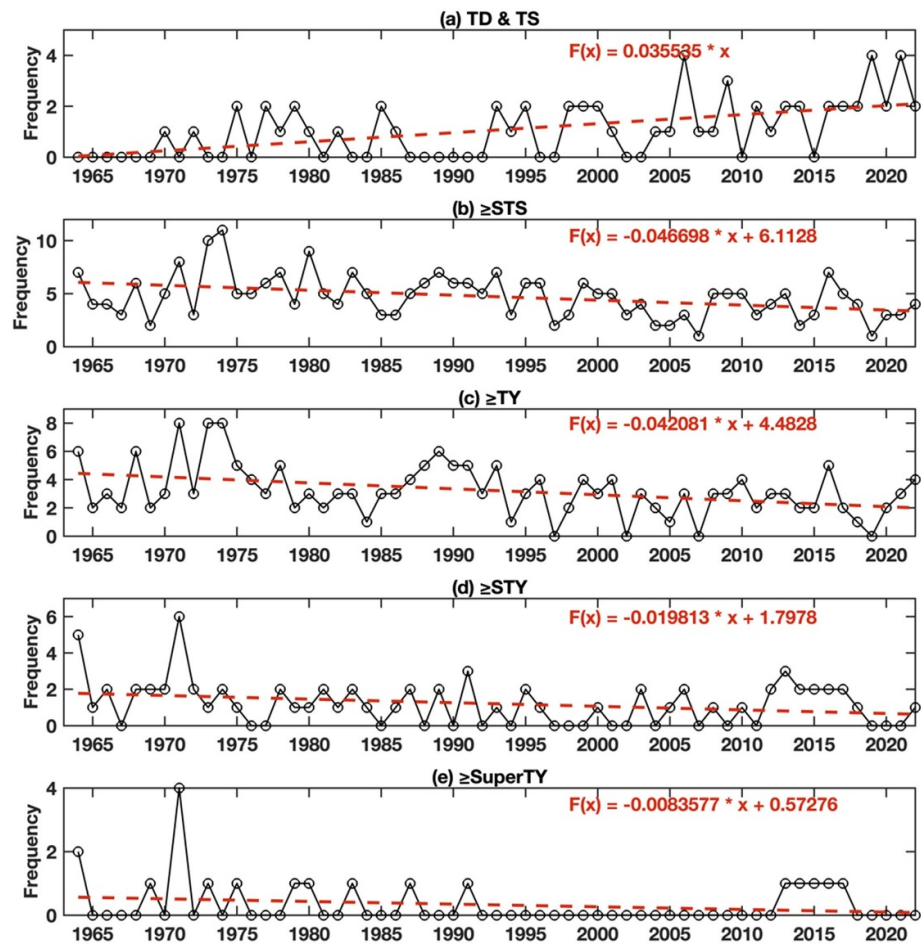 (a) TD & TS
F(x) = 0.035535 * x
Frequency
4
2
0
1965 1970 1975 1980 1985 1990 1995 2000 2005 2010 2015 2020
(b) ≥STS
F(x) = -0.046698 * x + 6.1128
Frequency
10
5
0
1965 1970 1975 1980 1985 1990 1995 2000 2005 2010 2015 2020
(c) ≥TY
F(x) = -0.042081 * x + 4.4828
Frequency
8
6
4
2
0
1965 1970 1975 1980 1985 1990 1995 2000 2005 2010 2015 2020
(d) ≥STY
F(x) = -0.019813 * x + 1.7978
Frequency
6
4
2
0
1965 1970 1975 1980 1985 1990 1995 2000 2005 2010 2015 2020
(e) ≥SuperTY
F(x) = -0.0083577 * x + 0.57276
Frequency
4
2
0
1965 1970 1975 1980 1985 1990 1995 2000 2005 2010 2015 2020